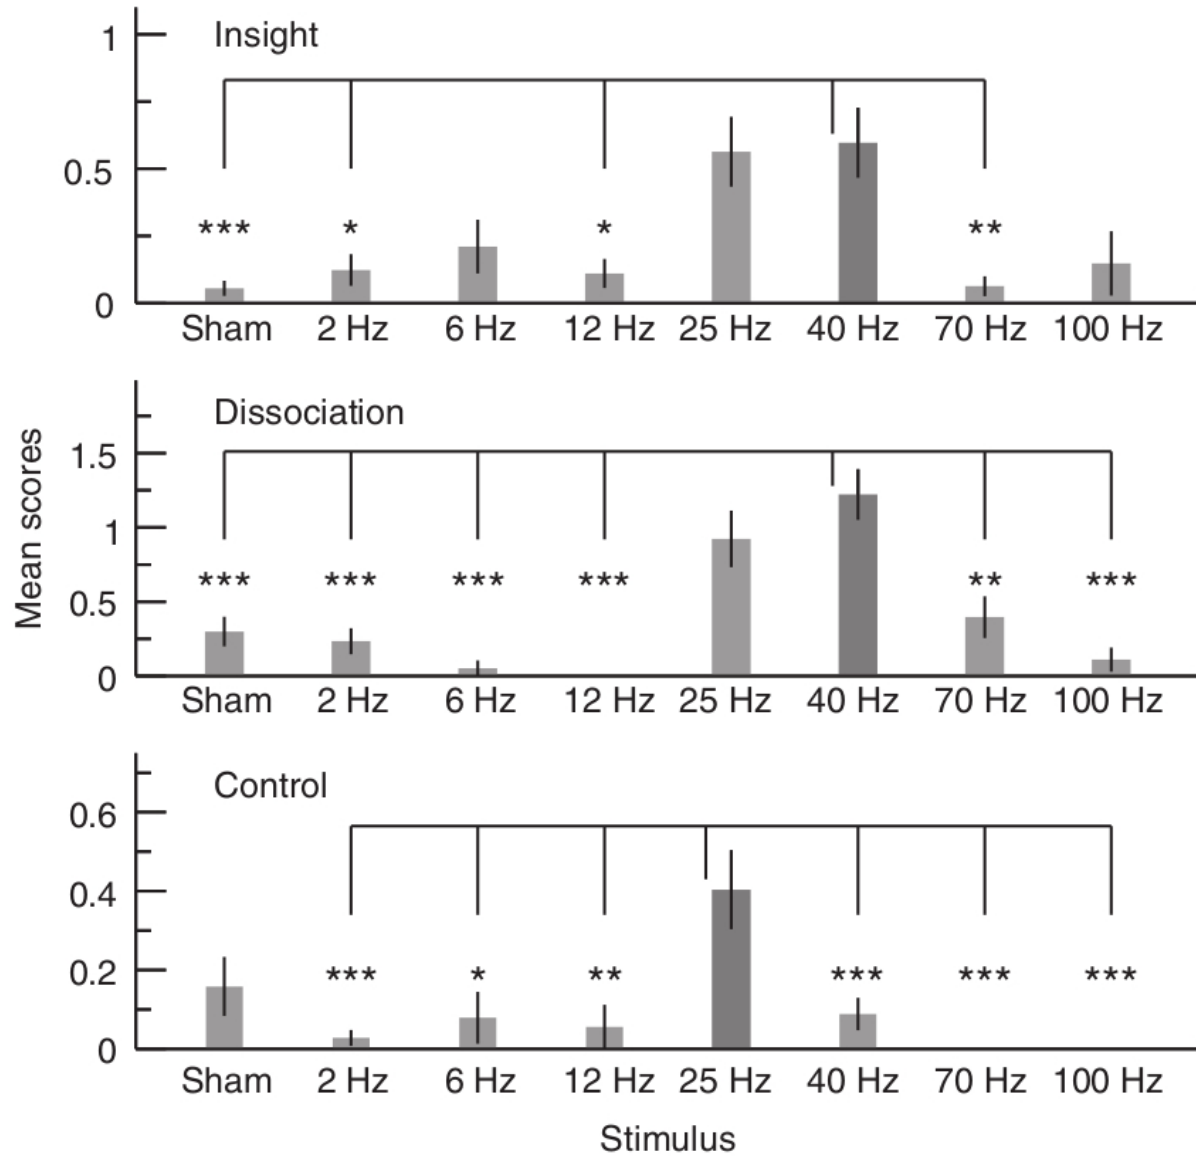 Insight
1
0.5
0
*** * * **
Sham 2 Hz 6 Hz 12 Hz 25 Hz 40 Hz 70 Hz 100 Hz
Mean scores
Dissociation
1.5
1
0.5
0
*** *** *** *** ** ***
Sham 2 Hz 6 Hz 12 Hz 25 Hz 40 Hz 70 Hz 100 Hz
Control
0.6
0.4
0.2
0
*** * ** *** *** ***
Sham 2 Hz 6 Hz 12 Hz 25 Hz 40 Hz 70 Hz 100 Hz
Stimulus